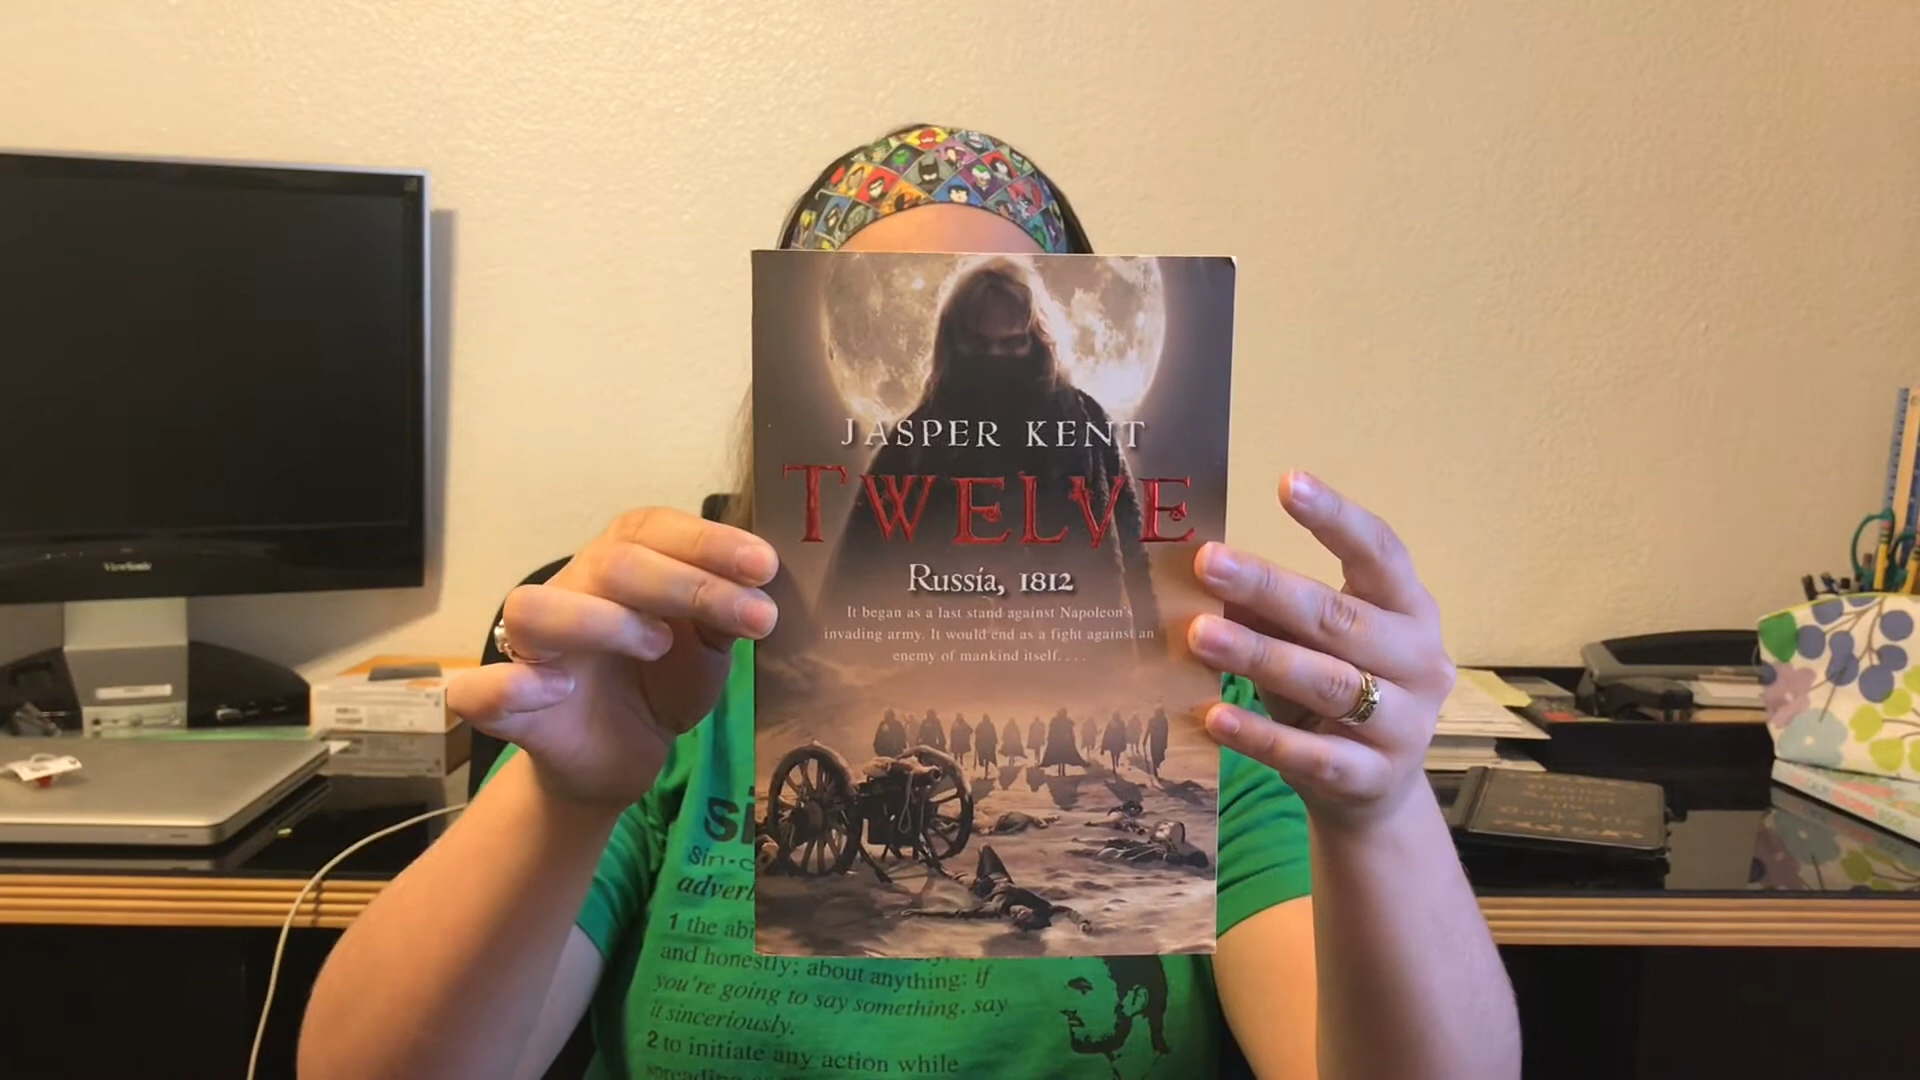 ViewSonic
JASPER KENT
TWELVE
Russia, 1812
It began as a last stand against Napoleon's
invading army. It would end as a fight against an
enemy of mankind itself. . . .
adverb
1 the abi
and honestly; about anything: if
you're going to say something, say
it sinceriously.
2 to initiate any action while